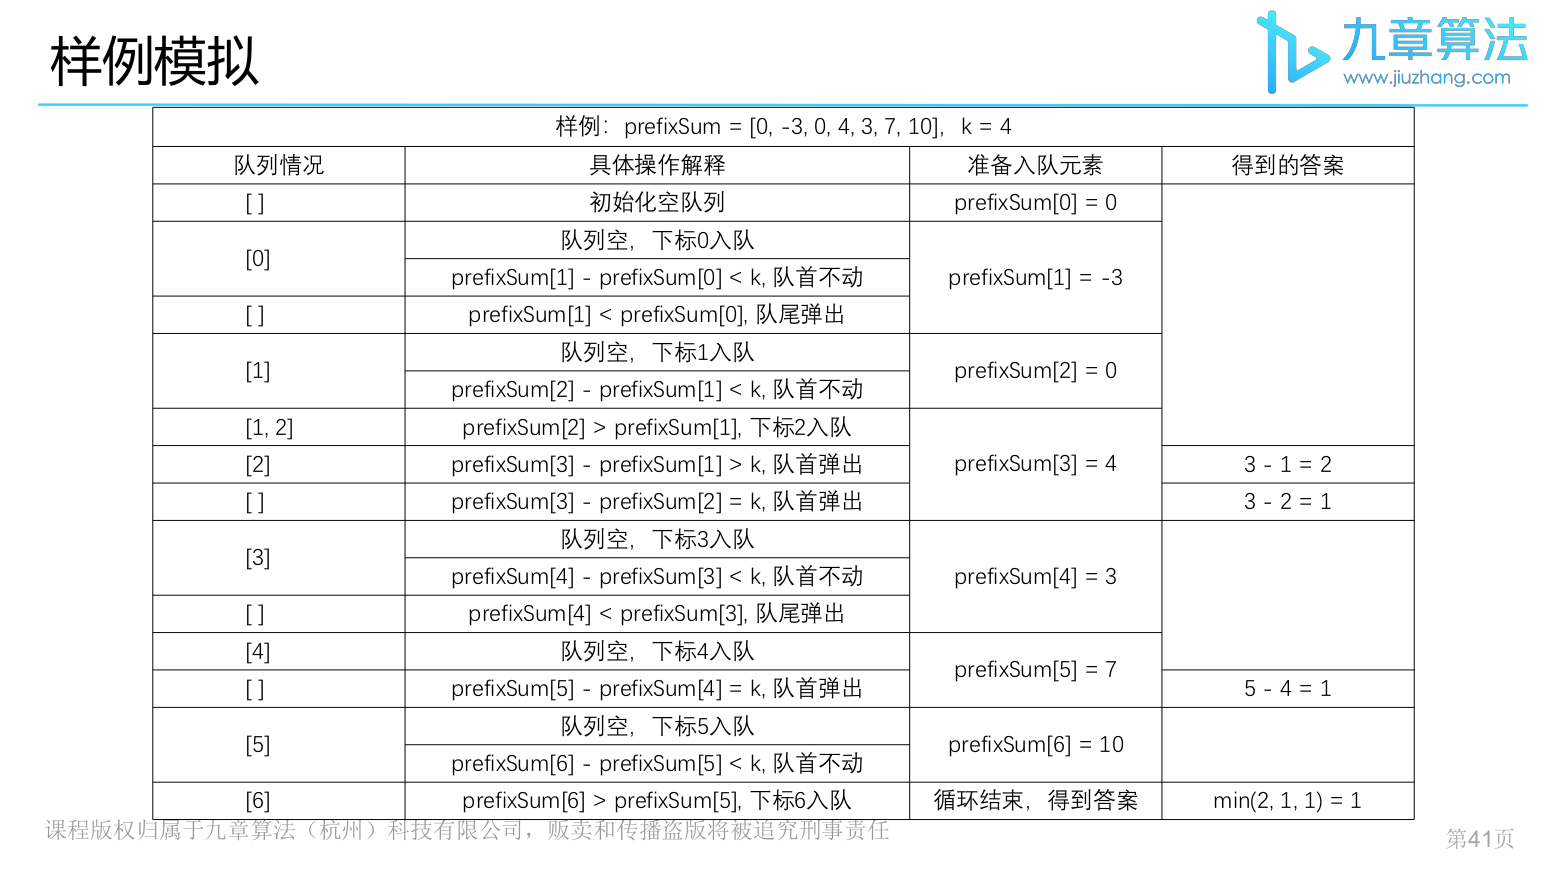 样例模拟
九章算法
www.jiuzhang.com
样例：prefixSum = [0, -3, 0, 4, 3, 7, 10]，k = 4
队列情况 具体操作解释 准备入队元素 得到的答案
[ ] 初始化空队列 prefixSum[0] = 0
[0] 队列空，下标0入队 prefixSum[1] = -3
prefixSum[1] - prefixSum[0] < k, 队首不动
[ ] prefixSum[1] < prefixSum[0], 队尾弹出
[1] 队列空，下标1入队 prefixSum[2] = 0
prefixSum[2] - prefixSum[1] < k, 队首不动
[1, 2] prefixSum[2] > prefixSum[1], 下标2入队 prefixSum[3] = 4
[2] prefixSum[3] - prefixSum[1] > k, 队首弹出 3 - 1 = 2
[ ] prefixSum[3] - prefixSum[2] = k, 队首弹出 3 - 2 = 1
[3] 队列空，下标3入队 prefixSum[4] = 3
prefixSum[4] - prefixSum[3] < k, 队首不动
[ ] prefixSum[4] < prefixSum[3], 队尾弹出
[4] 队列空，下标4入队 prefixSum[5] = 7
[ ] prefixSum[5] - prefixSum[4] = k, 队首弹出 5 - 4 = 1
[5] 队列空，下标5入队 prefixSum[6] = 10
prefixSum[6] - prefixSum[5] < k, 队首不动
[6] prefixSum[6] > prefixSum[5], 下标6入队 循环结束，得到答案 min(2, 1, 1) = 1
课程版权归属于九章算法（杭州）科技有限公司，贩卖和传播盗版将被追究刑事责任
第41页